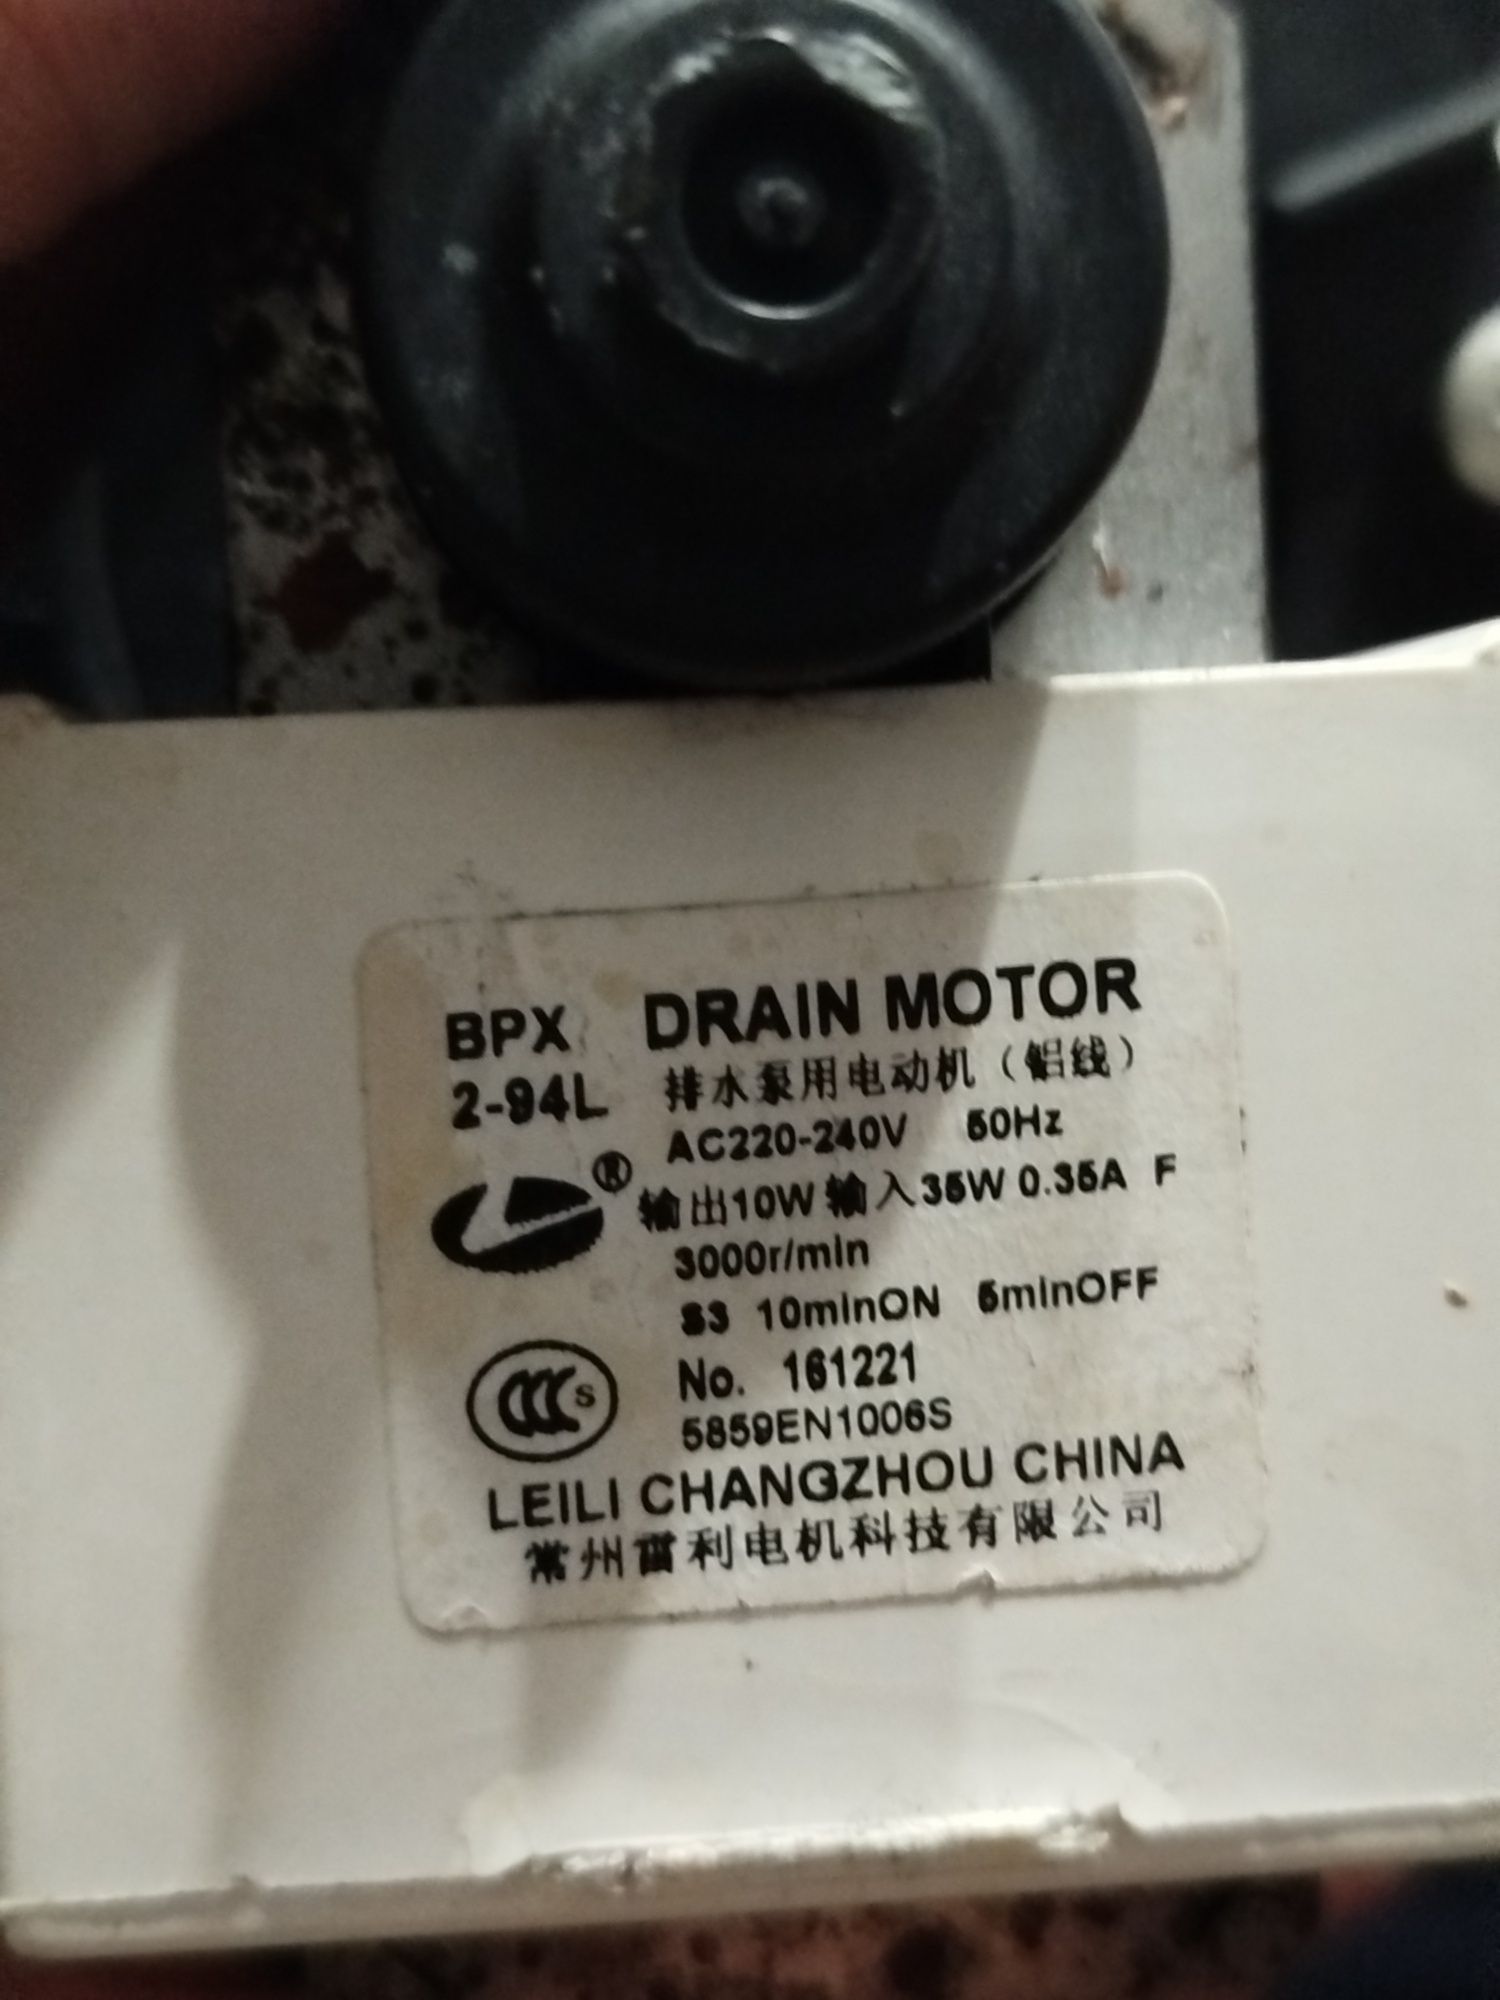 BPX DRAIN MOTOR
2-94L 排水泵用电动机（铝线）
AC220-240V 50Hz
®
输出10W 输入35W 0.35A F
3000r/min
S3 10minON 5minOFF
CCC S
No. 161221
5859EN1006S
LEILI CHANGZHOU CHINA
常州雷利电机科技有限公司